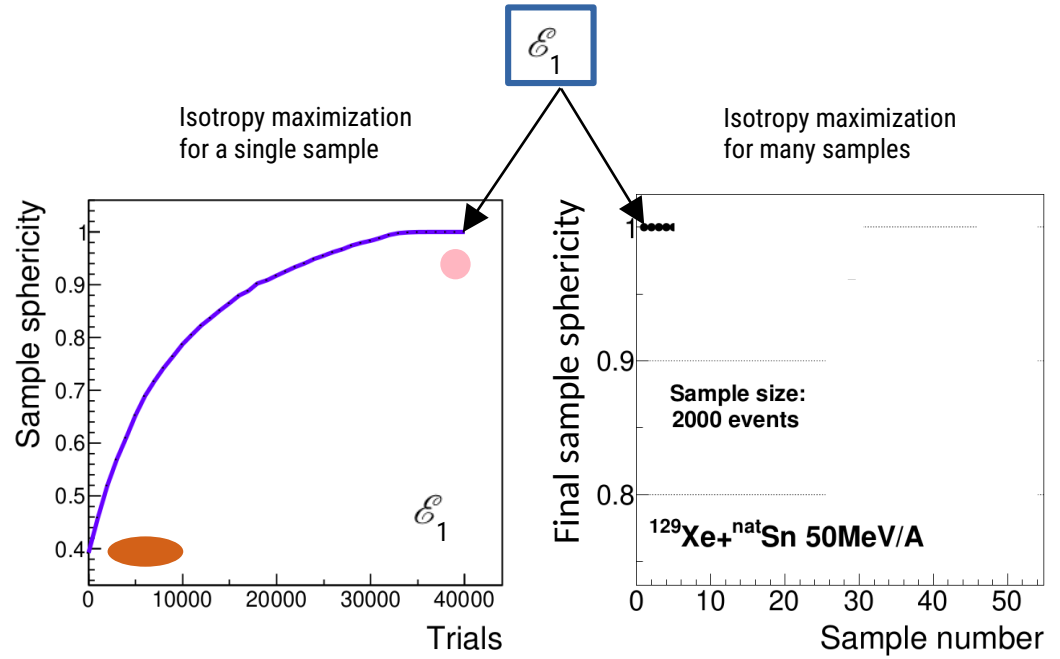 ℰ1
Isotropy maximization
for a single sample
Isotropy maximization
for many samples
Sample sphericity
1
0.9
0.8
0.7
0.6
0.5
0.4
ℰ1
0 10000 20000 30000 40000
Trials
Final sample sphericity
1
0.9
0.8
Sample size:
2000 events
129Xe+natSn 50MeV/A
0 10 20 30 40 50
Sample number